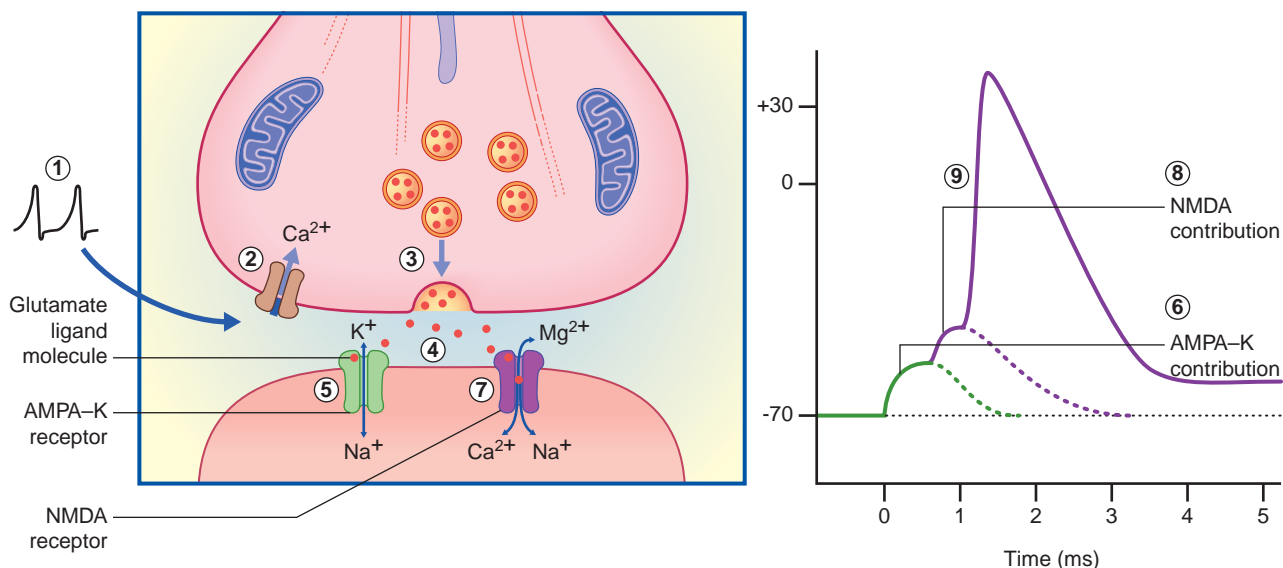 ①
②
Ca²⁺
③
Glutamate
ligand
molecule
K⁺
④
Mg²⁺
⑤
⑦
AMPA–K
receptor
Na⁺
Ca²⁺
Na⁺
NMDA
receptor
+30
0
-70
⑨
⑧
NMDA
contribution
⑥
AMPA–K
contribution
0
1
2
3
4
5
Time (ms)